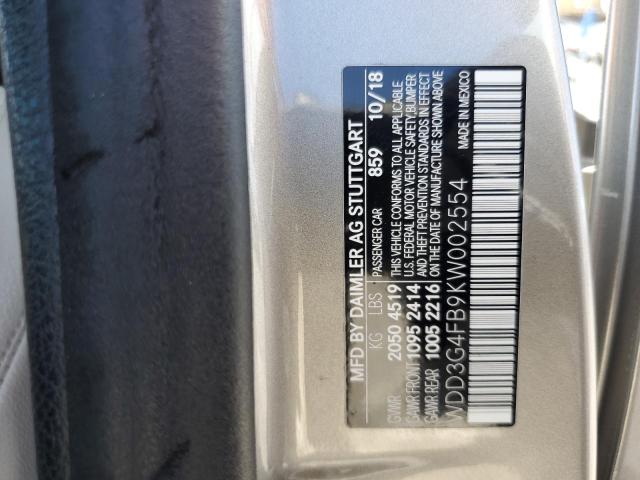 MFD BY DAIMLER AG STUTTGART
KG LBS PASSENGER CAR 859 10/18
GVWR 2050 4519 THIS VEHICLE CONFORMS TO ALL APPLICABLE
GAWR FRONT 1095 2414 U.S. FEDERAL MOTOR VEHICLE SAFETY, BUMPER
GAWR REAR 1005 2216 AND THEFT PREVENTION STANDARDS IN EFFECT
ON THE DATE OF MANUFACTURE SHOWN ABOVE
WDD3G4FB9KW002554 MADE IN MEXICO